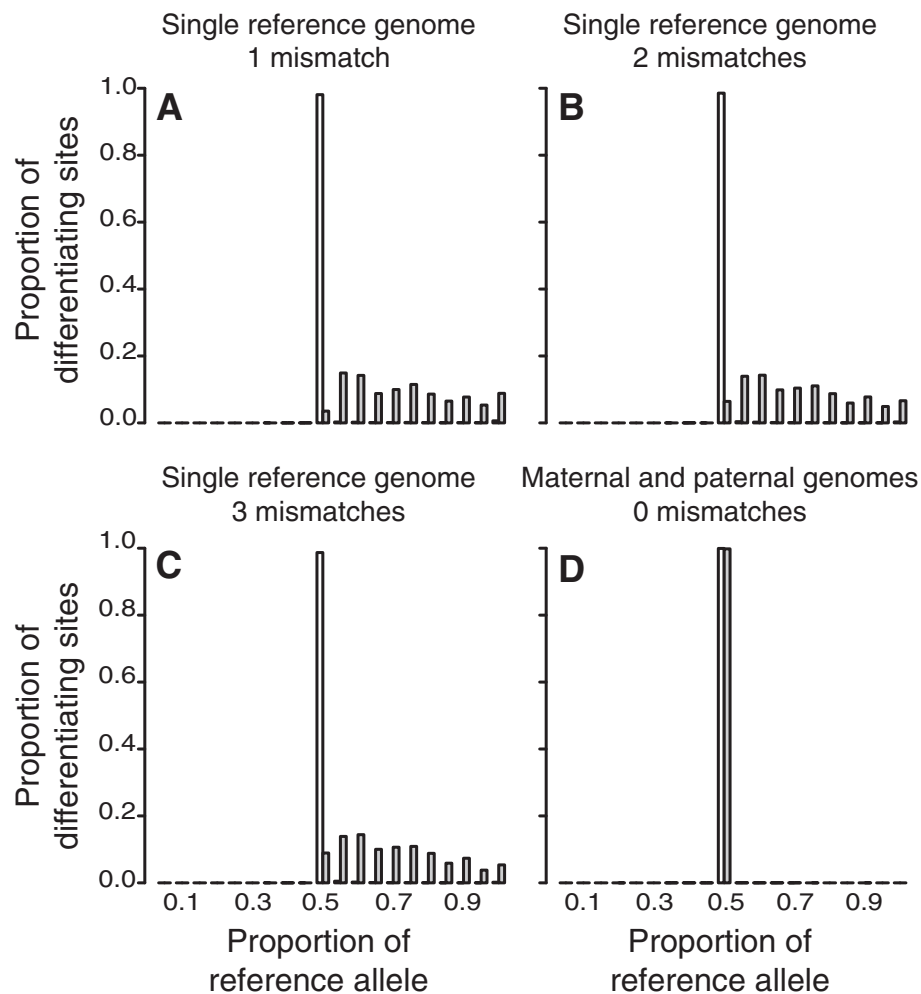 Single reference genome
1 mismatch
Single reference genome
2 mismatches
A
B
Proportion of
differentiating sites
1.0
0.8
0.6
0.4
0.2
0.0
Single reference genome
3 mismatches
Maternal and paternal genomes
0 mismatches
C
D
Proportion of
differentiating sites
1.0
0.8
0.6
0.4
0.2
0.0
0.1 0.3 0.5 0.7 0.9
0.1 0.3 0.5 0.7 0.9
Proportion of
reference allele
Proportion of
reference allele